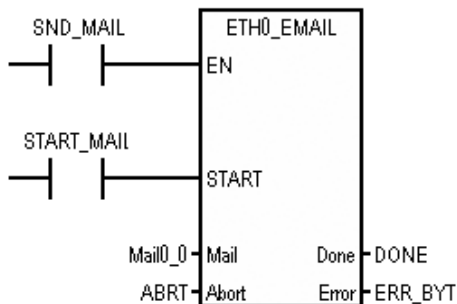 SND_MAIL
ETH0_EMAIL
EN
START_MAIL
START
Mail0_0 Mail Done DONE
ABRT Abort Error ERR_BYT